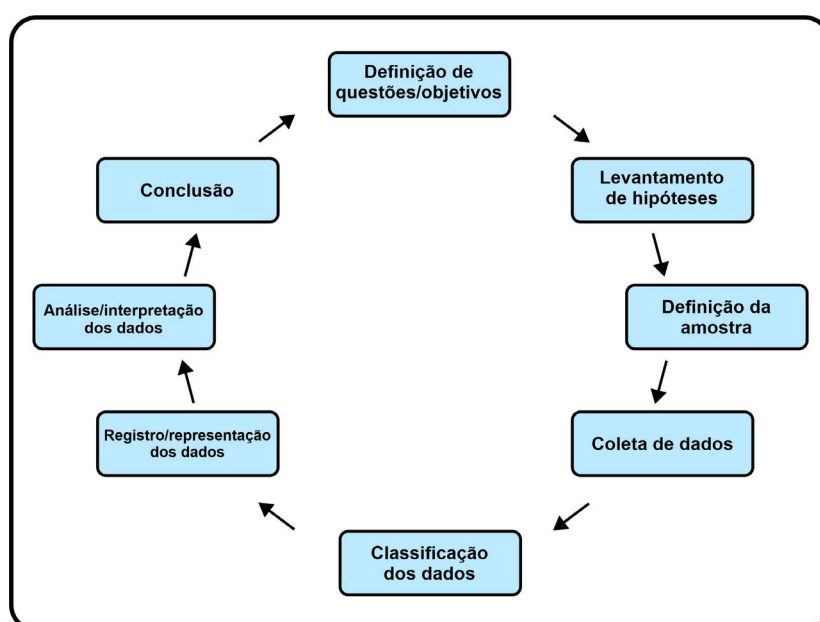 Definição de
questões/objetivos
Levantamento
de hipóteses
Definição da
amostra
Coleta de dados
Classificação
dos dados
Registro/representação
dos dados
Análise/interpretação
dos dados
Conclusão